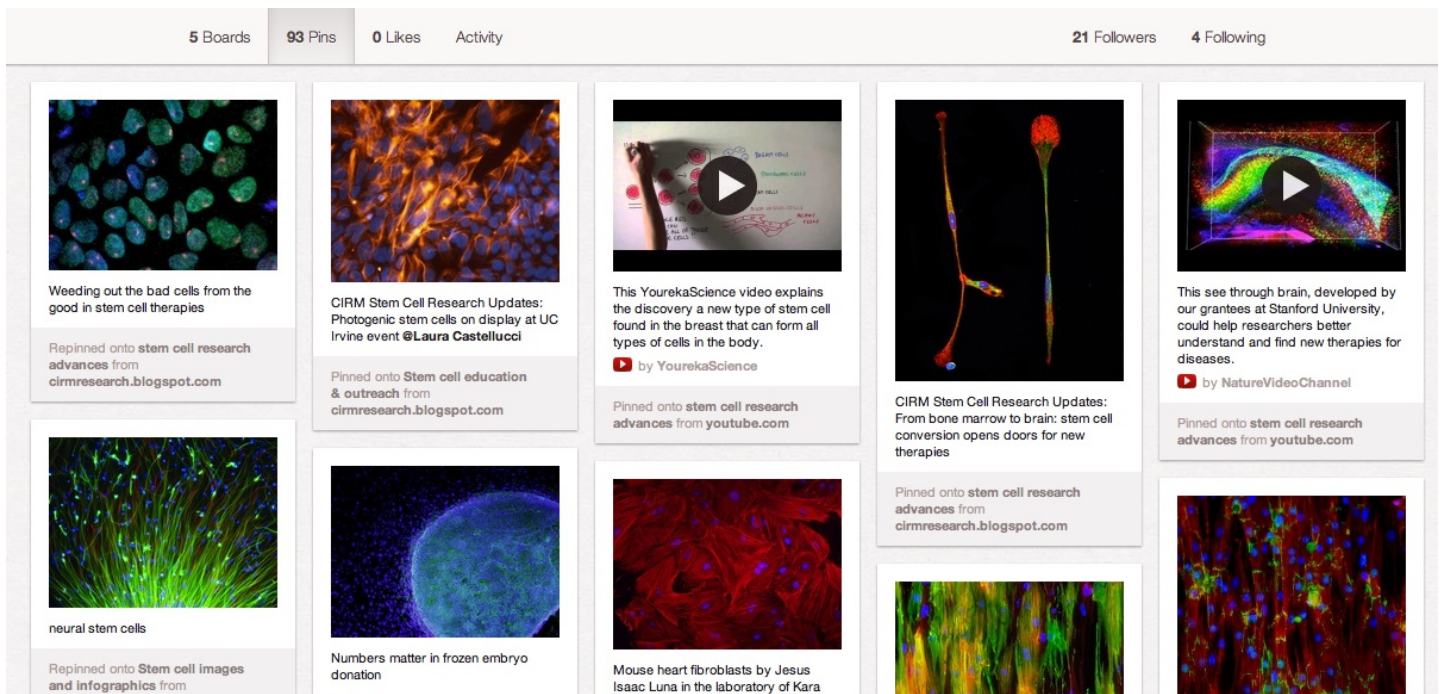 5 Boards
93 Pins
0 Likes
Activity
21 Followers
4 Following
Weeding out the bad cells from the
good in stem cell therapies
Repinned onto stem cell research
advances from
cirmresearch.blogspot.com
neural stem cells
Repinned onto Stem cell images
and infographics from
CIRM Stem Cell Research Updates:
Photogenic stem cells on display at UC
Irvine event @Laura Castellucci
Pinned onto Stem cell education
& outreach from
cirmresearch.blogspot.com
Numbers matter in frozen embryo
donation
This YourekaScience video explains
the discovery a new type of stem cell
found in the breast that can form all
types of cells in the body.
by YourekaScience
Pinned onto stem cell research
advances from youtube.com
Mouse heart fibroblasts by Jesus
Isaac Luna in the laboratory of Kara
CIRM Stem Cell Research Updates:
From bone marrow to brain: stem cell
conversion opens doors for new
therapies
Pinned onto stem cell research
advances from
cirmresearch.blogspot.com
This see through brain, developed by
our grantees at Stanford University,
could help researchers better
understand and find new therapies for
diseases.
by NatureVideoChannel
Pinned onto stem cell research
advances from youtube.com